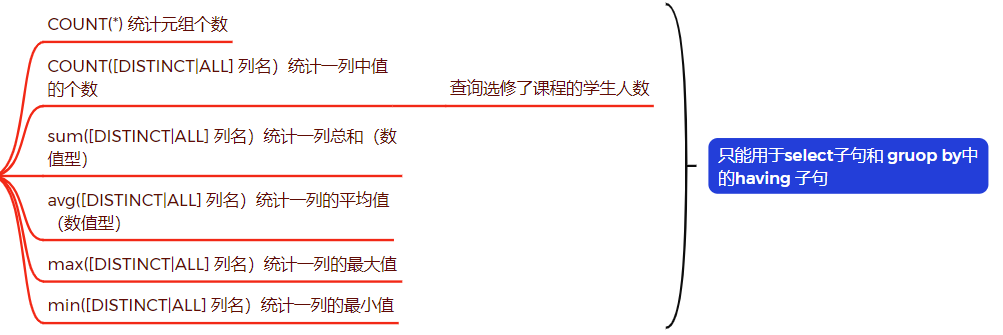 COUNT(*) 统计元组个数
COUNT([DISTINCT|ALL] 列名）统计一列中值
的个数
查询选修了课程的学生人数
sum([DISTINCT|ALL] 列名）统计一列总和（数
值型）
avg([DISTINCT|ALL] 列名）统计一列的平均值
（数值型）
max([DISTINCT|ALL] 列名）统计一列的最大值
min([DISTINCT|ALL] 列名）统计一列的最小值
只能用于select子句和 gruop by中
的having 子句